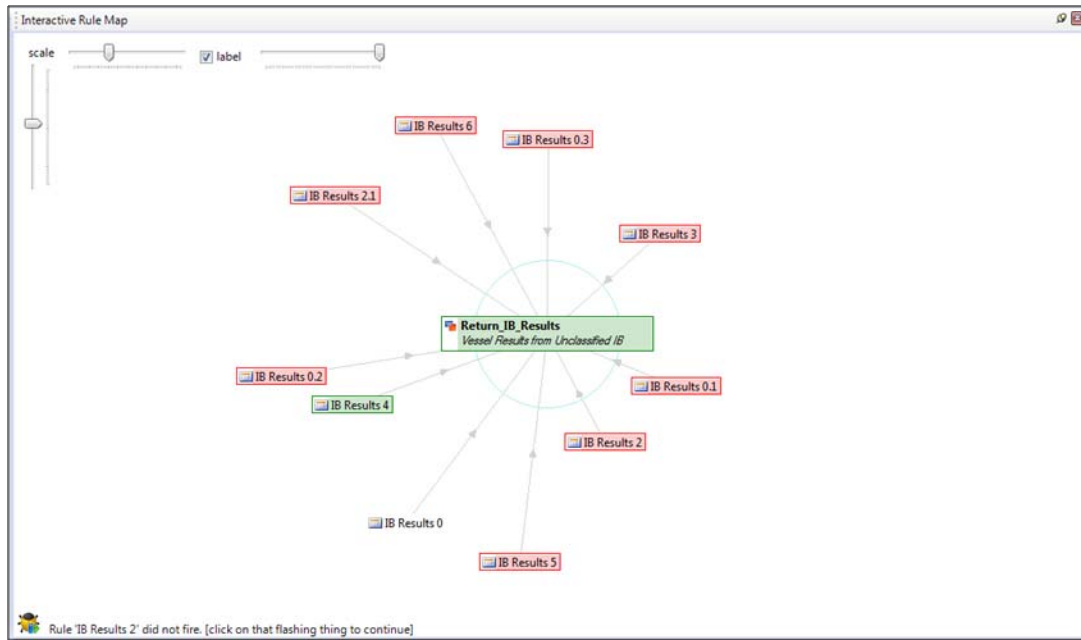 Interactive Rule Map
scale
label
IB Results 6
IB Results 0.3
IB Results 2.1
IB Results 3
Return_IB_Results
Vessel Results from Unclassified IB
IB Results 0.2
IB Results 0.1
IB Results 4
IB Results 2
IB Results 0
IB Results 5
Rule 'IB Results 2' did not fire. [click on that flashing thing to continue]